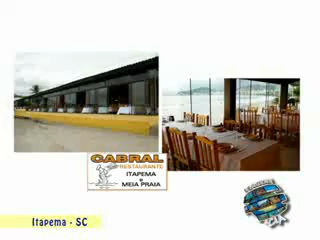 CABRAL
RESTAURANTE
ITAPEMA
e
MEIA PRAIA
Itapema - SC